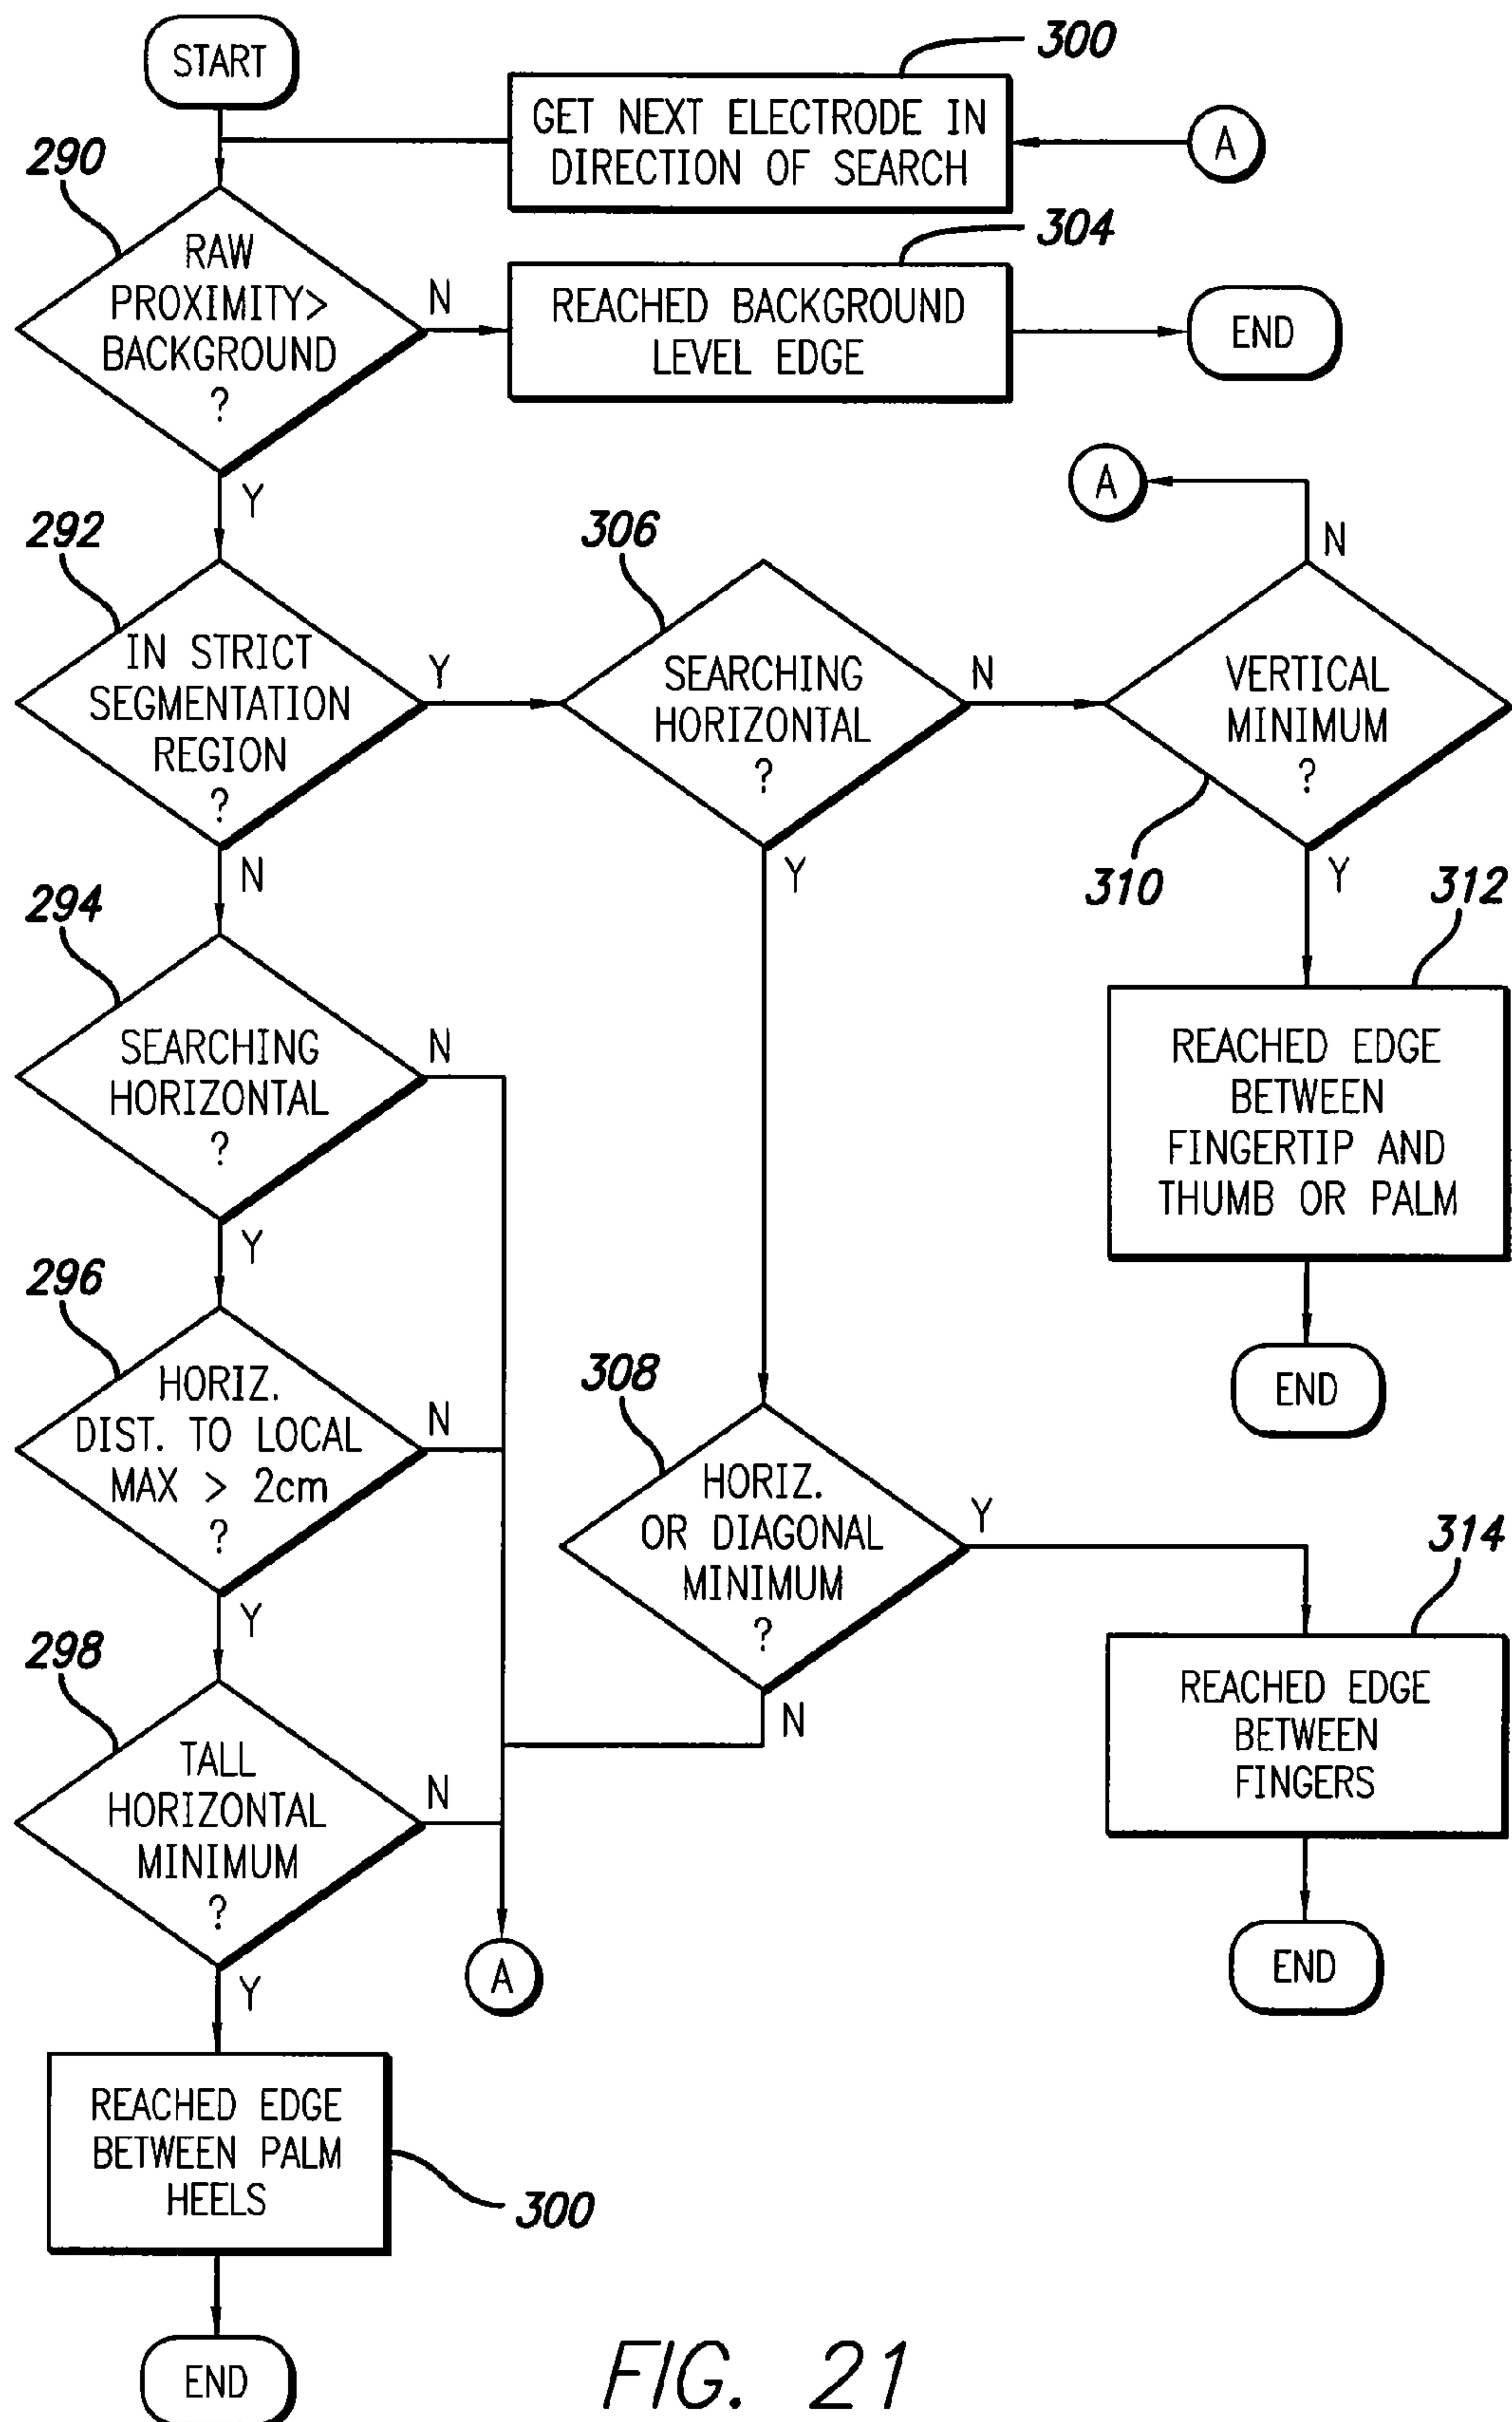 START
300
GET NEXT ELECTRODE IN
DIRECTION OF SEARCH
A
290
RAW
PROXIMITY>
BACKGROUND
?
N
304
REACHED BACKGROUND
LEVEL EDGE
END
Y
292
IN STRICT
SEGMENTATION
REGION
?
Y
306
SEARCHING
HORIZONTAL
?
N
A
N
VERTICAL
MINIMUM
?
310
Y
312
REACHED EDGE
BETWEEN
FINGERTIP AND
THUMB OR PALM
END
N
Y
294
SEARCHING
HORIZONTAL
?
N
Y
296
HORIZ.
DIST. TO LOCAL
MAX > 2cm
?
N
Y
308
HORIZ.
OR DIAGONAL
MINIMUM
?
Y
N
314
REACHED EDGE
BETWEEN
FINGERS
END
298
TALL
HORIZONTAL
MINIMUM
?
N
A
Y
REACHED EDGE
BETWEEN PALM
HEELS
300
END
FIG. 21